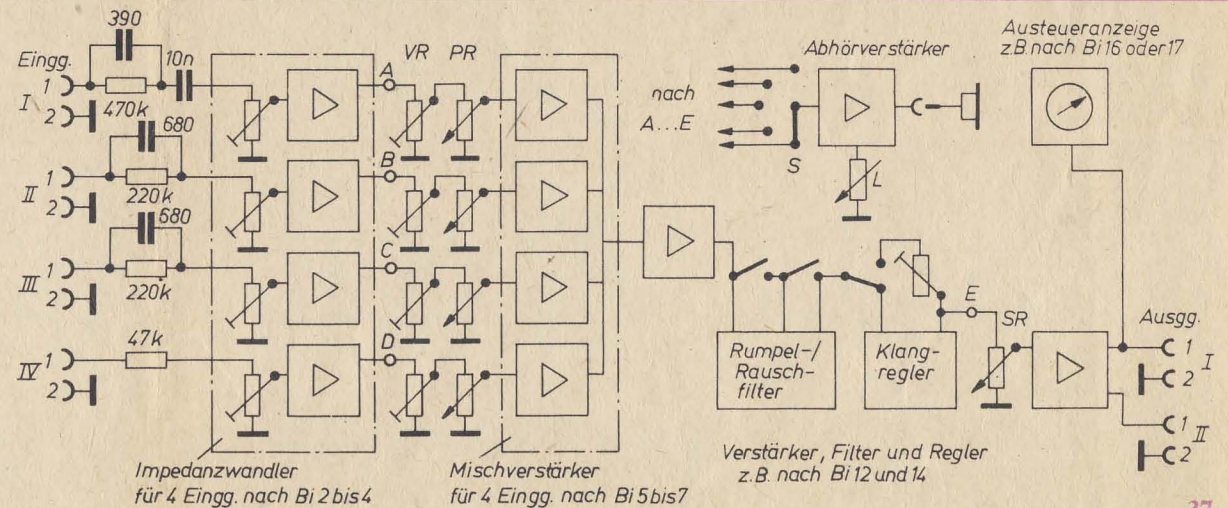 390
Eingg.
10n
1
I
2
470k
680
II
1
2
220k
680
III
1
2
220k
47k
IV
1
2
A
VR
PR
B
C
D
Impedanzwandler
für 4 Eingg. nach Bi 2 bis 4
Mischverstärker
für 4 Eingg. nach Bi 5 bis 7
nach
A...E
S
Abhörverstärker
L
Austeueranzeige
z.B. nach Bi 16 oder 17
Rumpel-/
Rausch-
filter
Klang-
regler
E
SR
Ausgg.
1
I
2
1
II
2
Verstärker, Filter und Regler
z.B. nach Bi 12 und 14
37